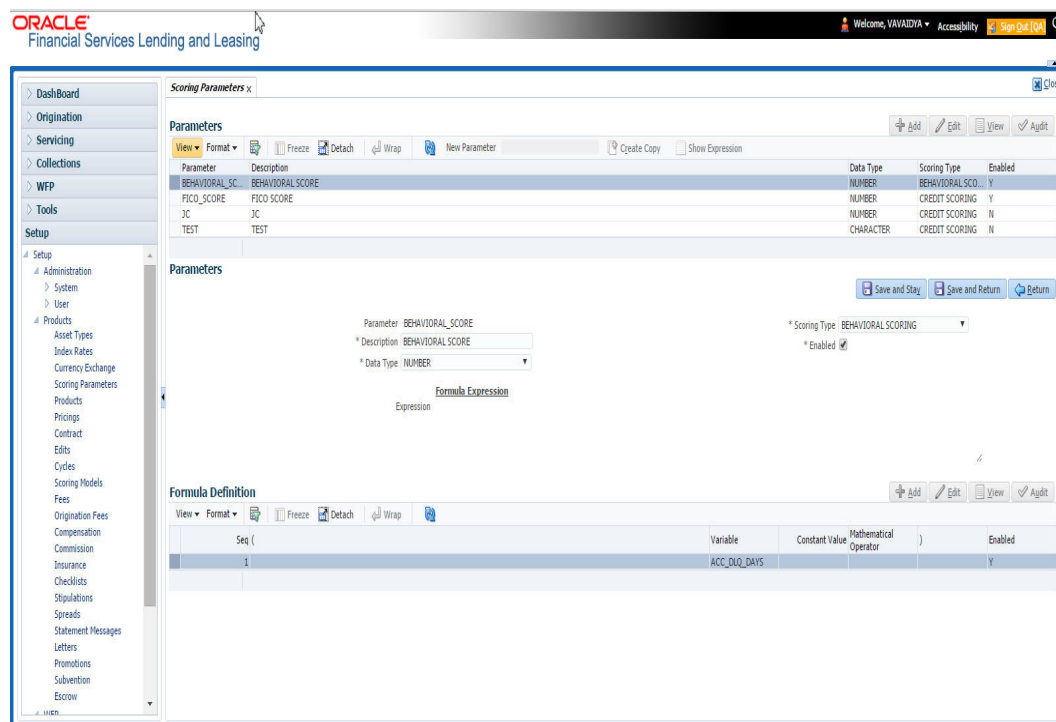 ORACLE'
Financial Services Lending and Leasing
Welcome, VAVAIDYA Accessibility Sign Out [QA]
DashBoard
Origination
Servicing
Collections
WFP
Tools
Setup
Setup
Administration
System
User
Products
Asset Types
Index Rates
Currency Exchange
Scoring Parameters
Products
Pricings
Contract
Edits
Cycles
Scoring Models
Fees
Origination Fees
Compensation
Commission
Insurance
Checklists
Stipulations
Spreads
Statement Messages
Letters
Promotions
Subvention
Escrow
WFP
Scoring Parameters x Clos
Parameters Add Edit View Audit
View Format Freeze Detach Wrap New Parameter Create Copy Show Expression
Parameter Description Data Type Scoring Type Enabled
BEHAVIORAL_SC... BEHAVIORAL SCORE NUMBER BEHAVIORAL SCO... Y
FICO_SCORE FICO SCORE NUMBER CREDIT SCORING Y
JC JC NUMBER CREDIT SCORING N
TEST TEST CHARACTER CREDIT SCORING N
Parameters
Save and Stay Save and Return Return
Parameter BEHAVIORAL_SCORE * Scoring Type BEHAVIORAL SCORING
* Description BEHAVIORAL SCORE * Enabled
* Data Type NUMBER
Formula Expression
Expression
Formula Definition Add Edit View Audit
View Format Freeze Detach Wrap
Seq ( Variable Constant Value Mathematical Operator ) Enabled
1 ACC_DLQ_DAYS Y